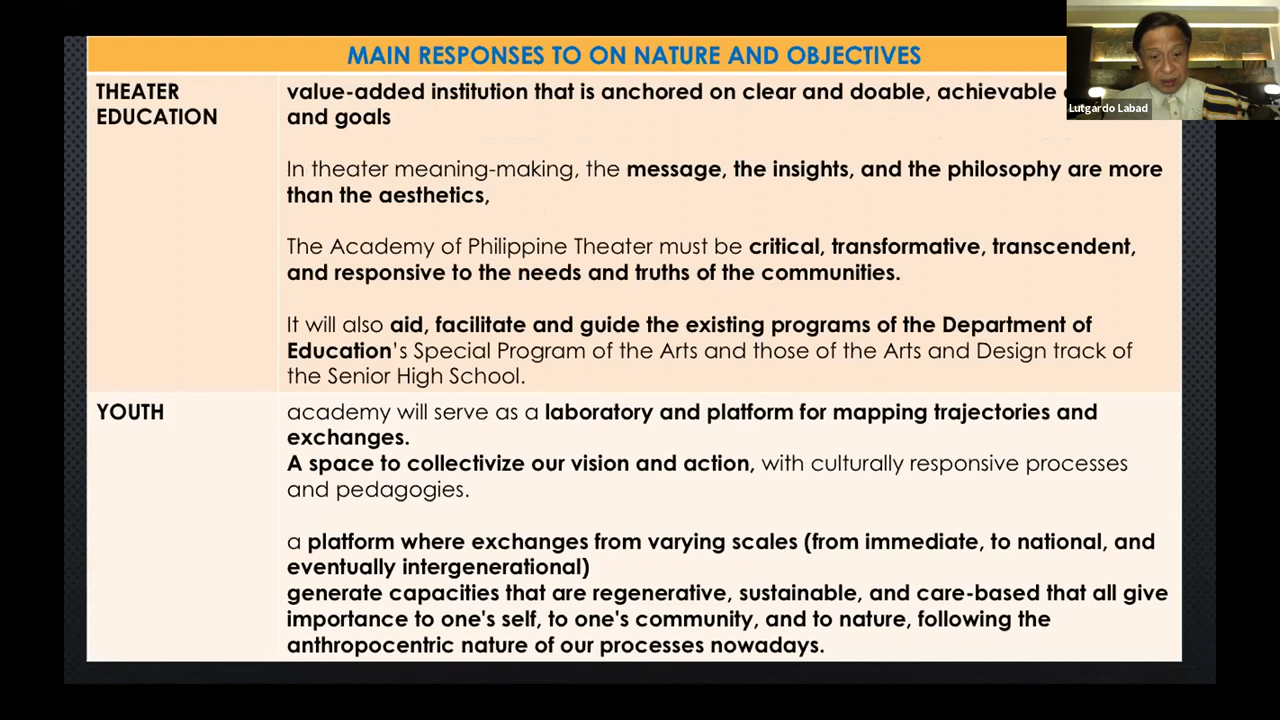 MAIN RESPONSES TO ON NATURE AND OBJECTIVES
Lutgardo Labad
THEATER
EDUCATION
value-added institution that is anchored on clear and doable, achievable
and goals
In theater meaning-making, the message, the insights, and the philosophy are more
than the aesthetics,
The Academy of Philippine Theater must be critical, transformative, transcendent,
and responsive to the needs and truths of the communities.
It will also aid, facilitate and guide the existing programs of the Department of
Education's Special Program of the Arts and those of the Arts and Design track of
the Senior High School.
YOUTH
academy will serve as a laboratory and platform for mapping trajectories and
exchanges.
A space to collectivize our vision and action, with culturally responsive processes
and pedagogies.
a platform where exchanges from varying scales (from immediate, to national, and
eventually intergenerational)
generate capacities that are regenerative, sustainable, and care-based that all give
importance to one's self, to one's community, and to nature, following the
anthropocentric nature of our processes nowadays.